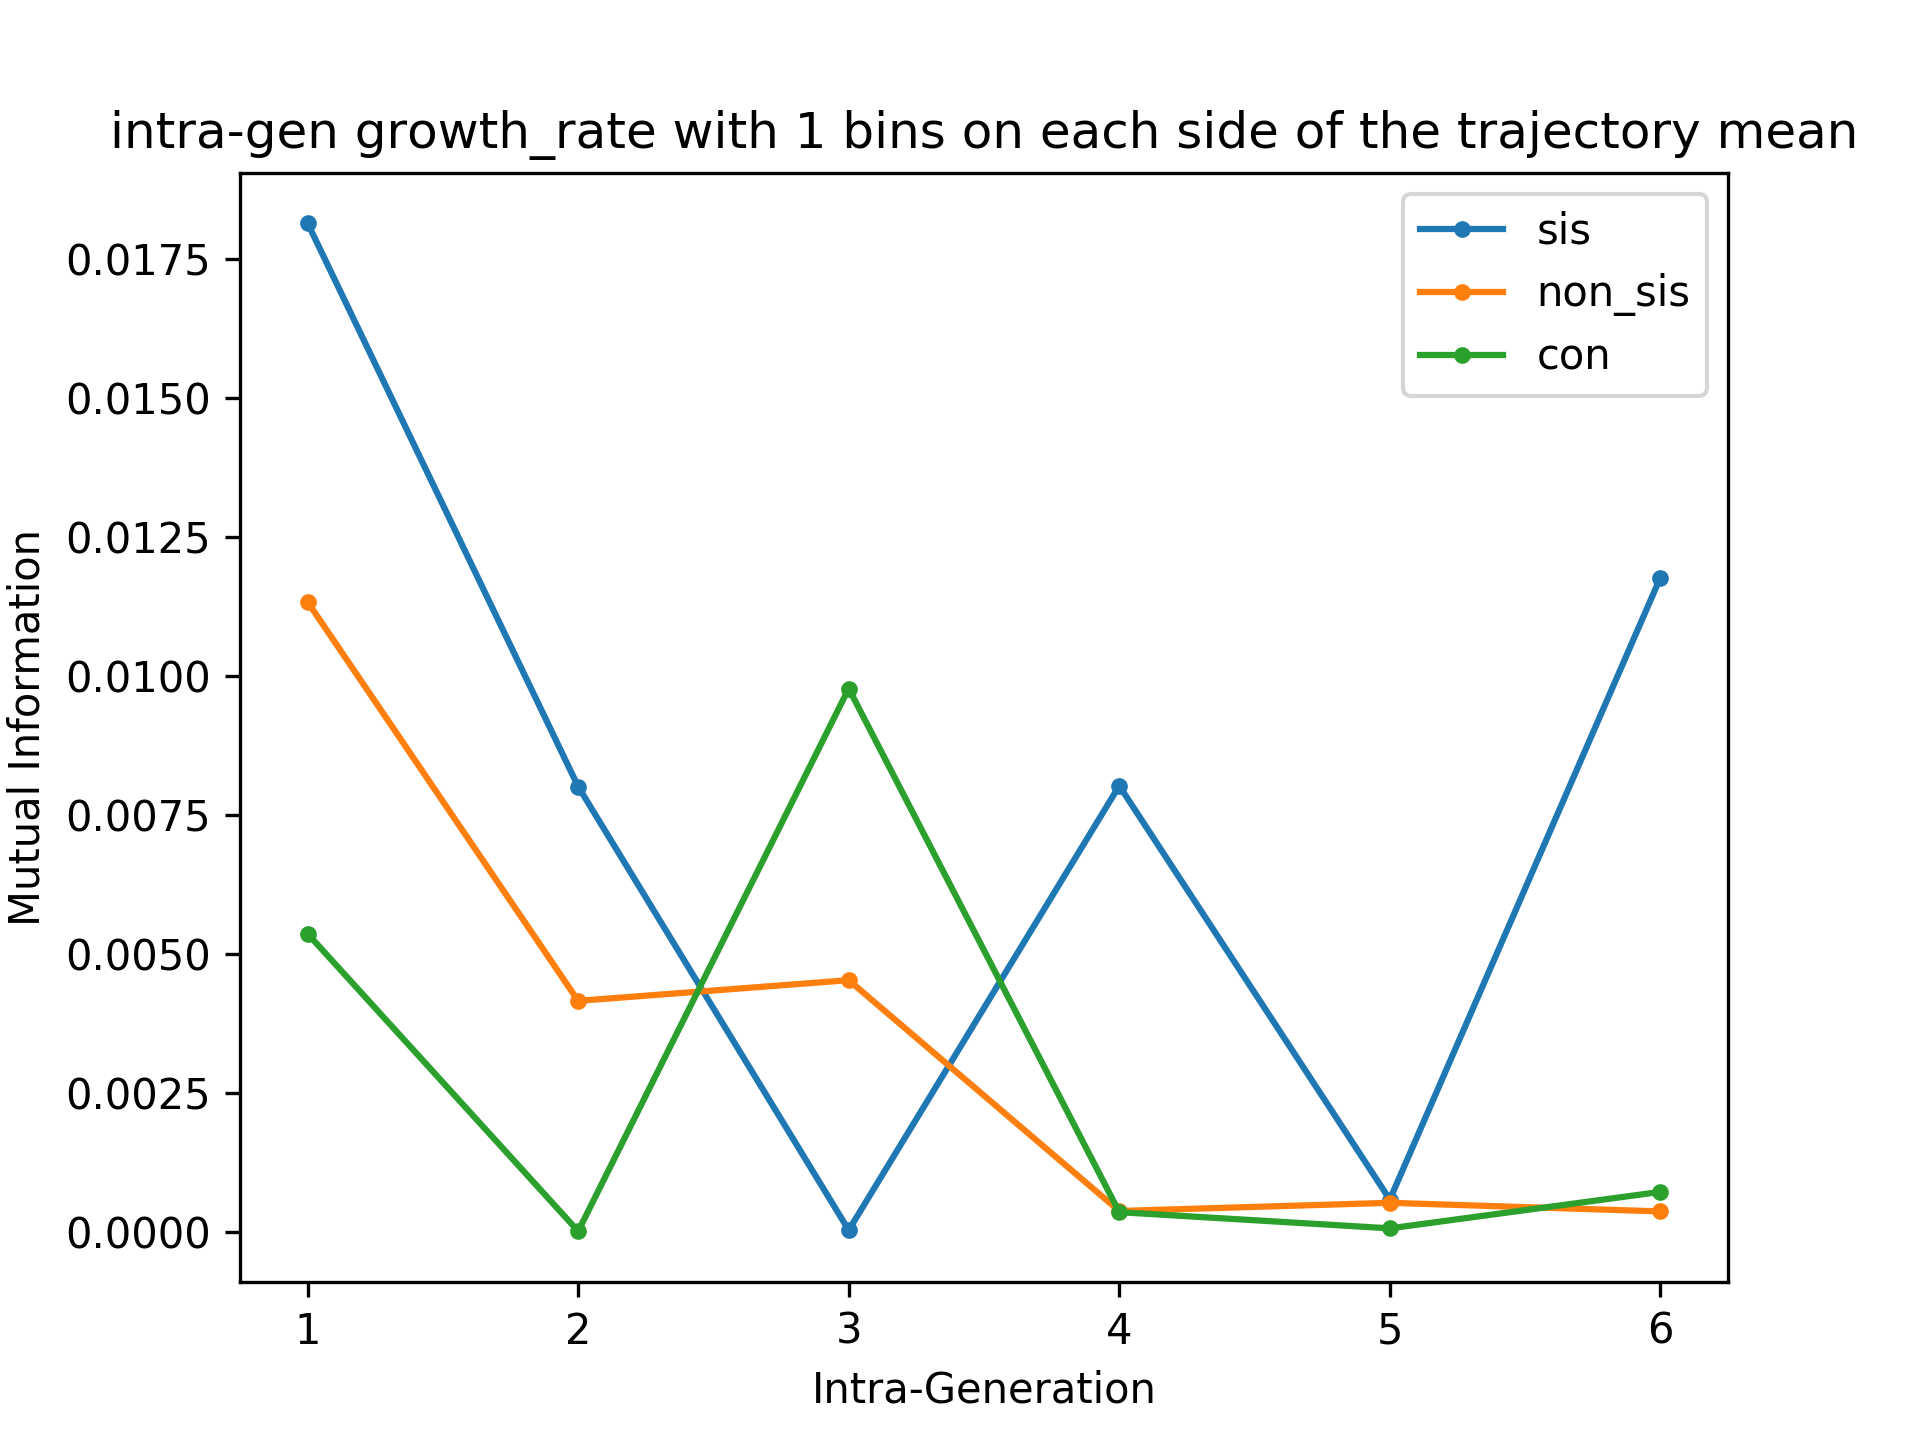 intra-gen growth_rate with 1 bins on each side of the trajectory mean
sis
non_sis
con
Mutual Information
0.0175
0.0150
0.0125
0.0100
0.0075
0.0050
0.0025
0.0000
1 2 3 4 5 6
Intra-Generation